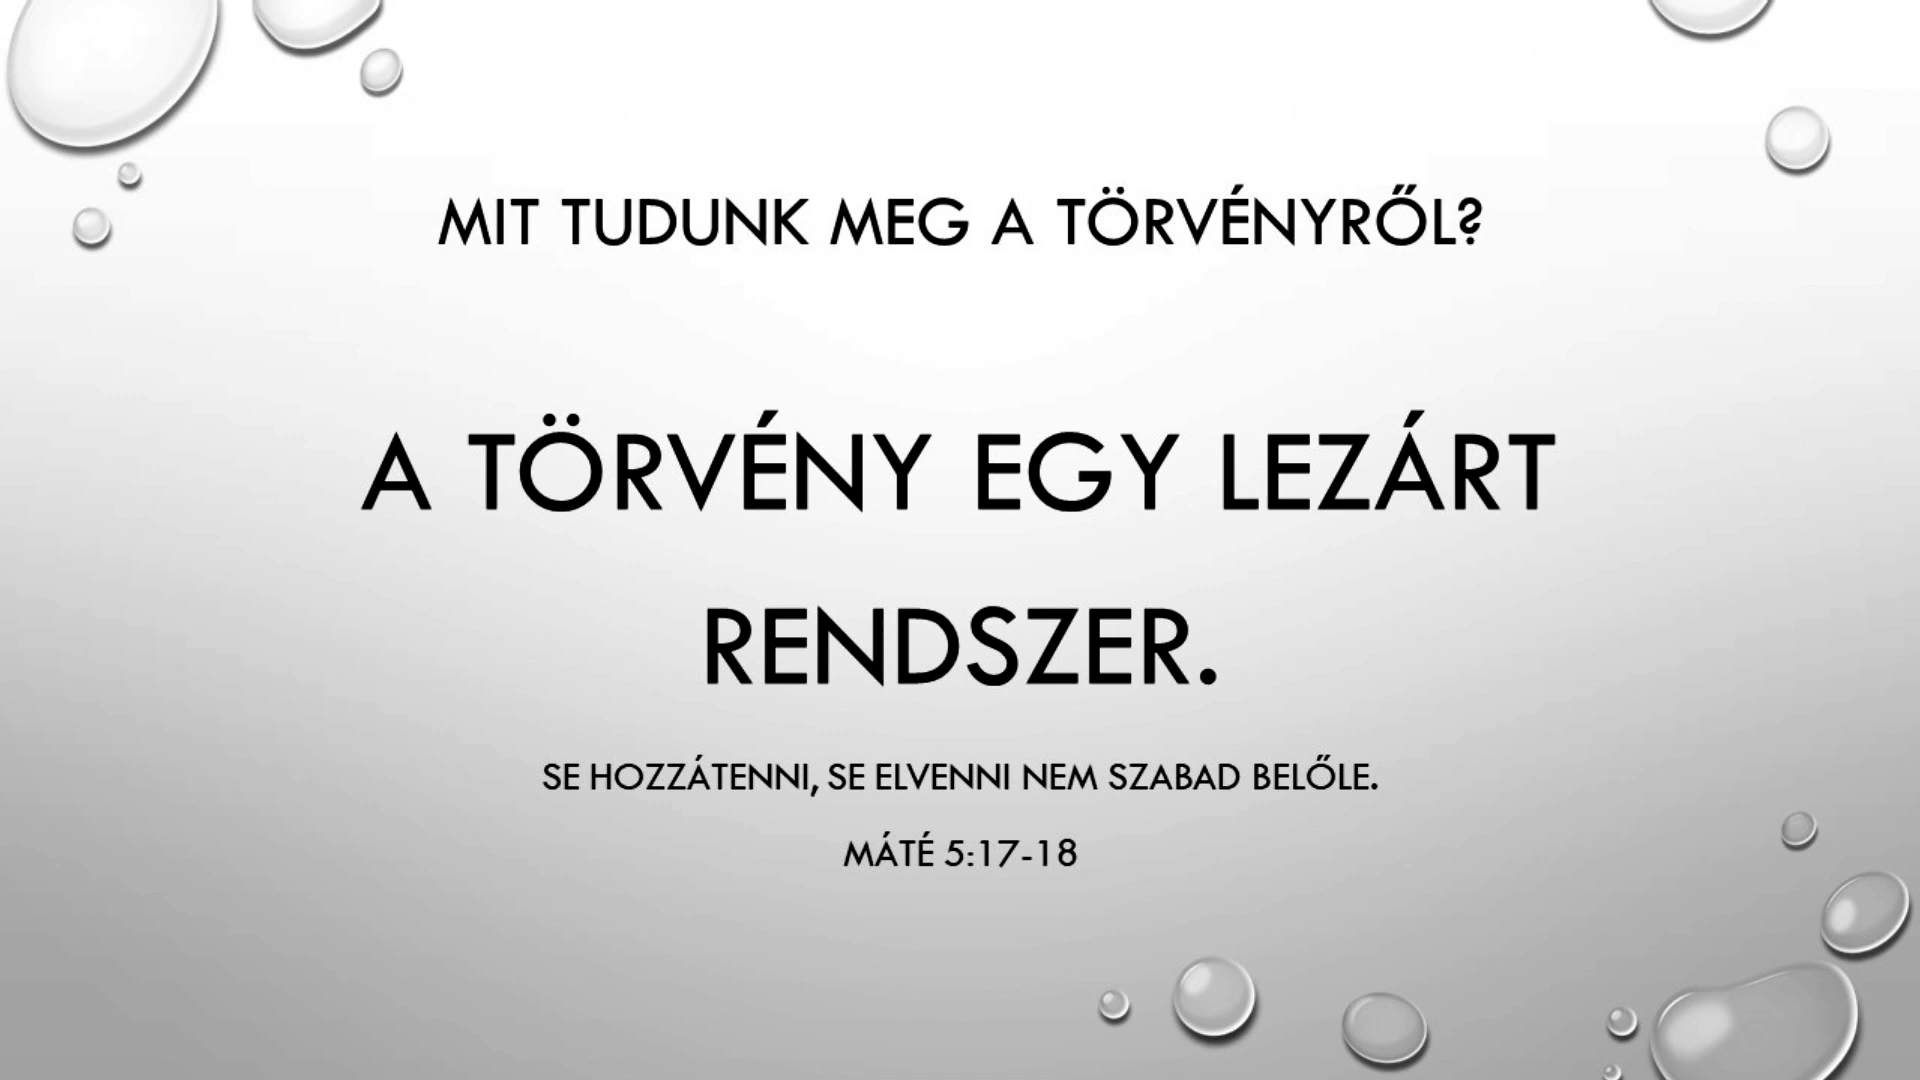 MIT TUDUNK MEG A TÖRVÉNYRŐL?
A TÖRVÉNY EGY LEZÁRT
RENDSZER.
SE HOZZÁTENNI, SE ELVENNI NEM SZABAD BELŐLE.
MÁTÉ 5:17-18